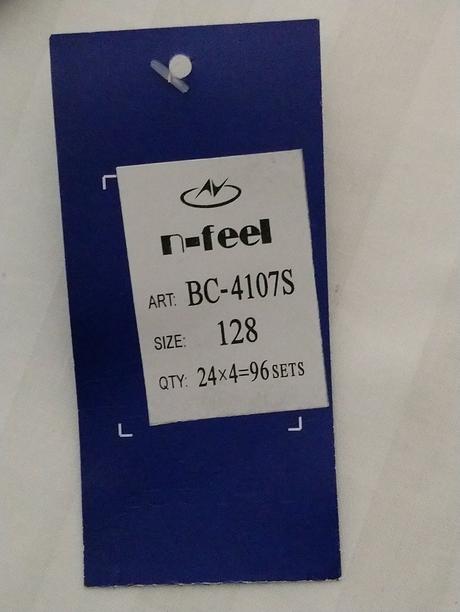 n-feel
ART: BC-4107S
SIZE: 128
QTY: 24×4=96 SETS